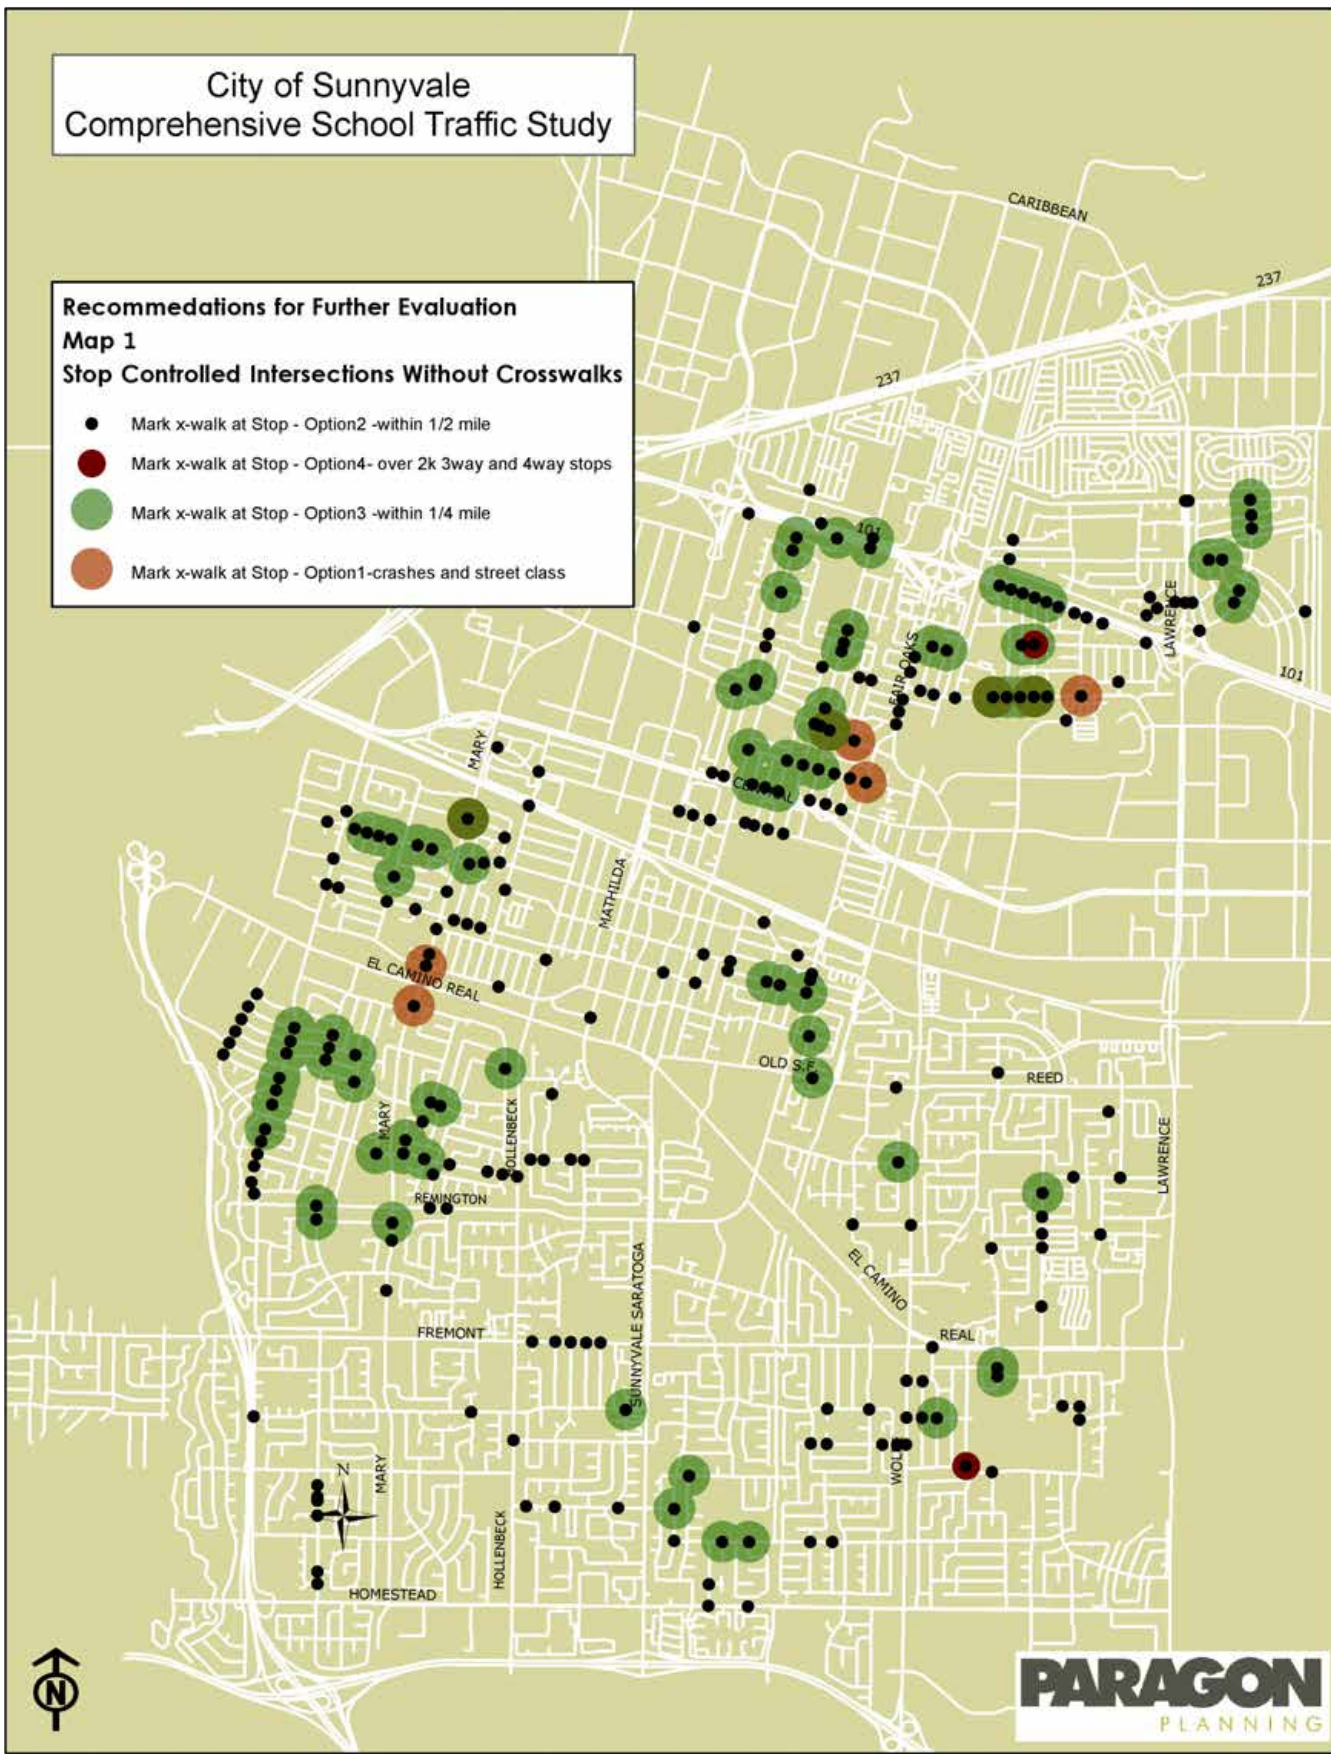 City of Sunnyvale
Comprehensive School Traffic Study
CARIBBEAN
237
Recommedations for Further Evaluation
Map 1
Stop Controlled Intersections Without Crosswalks
Mark x-walk at Stop - Option2 -within 1/2 mile
Mark x-walk at Stop - Option4- over 2k 3way and 4way stops
Mark x-walk at Stop - Option3 -within 1/4 mile
Mark x-walk at Stop - Option1-crashes and street class
237
101
LAWRENCE
FAIR OAKS
101
MARY
CENTRAL
MATHILDA
EL CAMINO REAL
OLD S.F
REED
MARY
HOLLENBECK
LAWRENCE
REMINGTON
SUNNYVALE SARATOGA
EL CAMINO
FREMONT
REAL
MARY
N
HOLLENBECK
HOMESTEAD
N
PARAGON
PLANNING